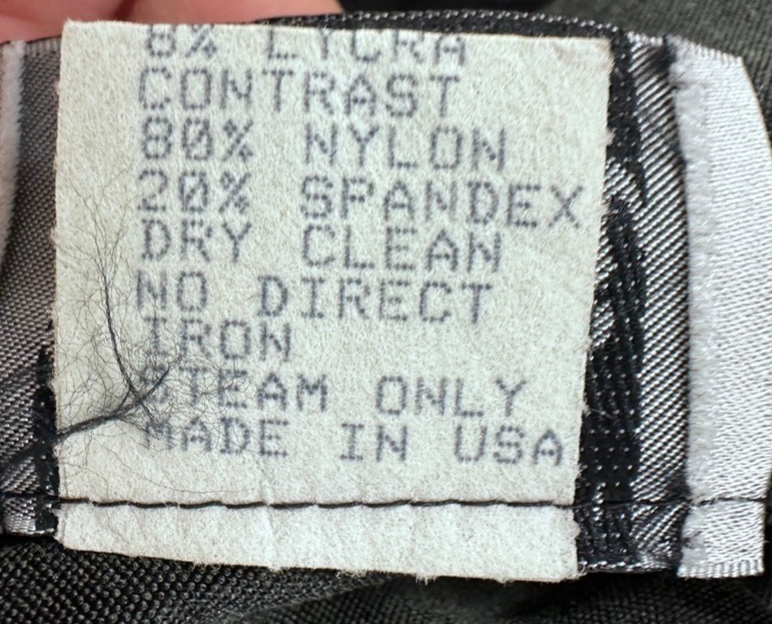 8% LYCRA
CONTRAST
80% NYLON
20% SPANDEX
DRY CLEAN
NO DIRECT
IRON
STEAM ONLY
MADE IN USA